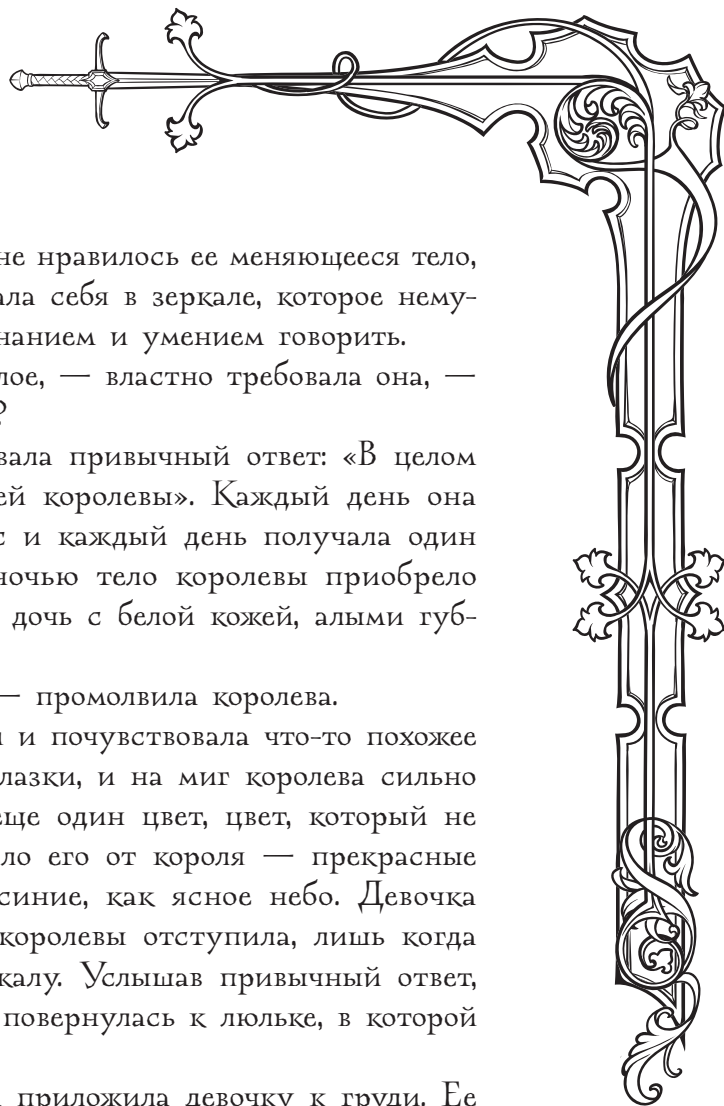 не нравилось ее меняющееся тело,
ала себя в зеркале, которое нему-
нанием и умением говорить.
лое, — властно требовала она, —
?
вала привычный ответ: «В целом
ей королевы». Каждый день она
с и каждый день получала один
ночью тело королевы приобрело
дочь с белой кожей, алыми губ-
— промолвила королева.
и и почувствовала что-то похожее
лазки, и на миг королева сильно
еще один цвет, цвет, который не
ло его от короля — прекрасные
синие, как ясное небо. Девочка
королевы отступила, лишь когда
калу. Услышав привычный ответ,
повернулась к люльке, в которой
приложила девочку к груди. Ее